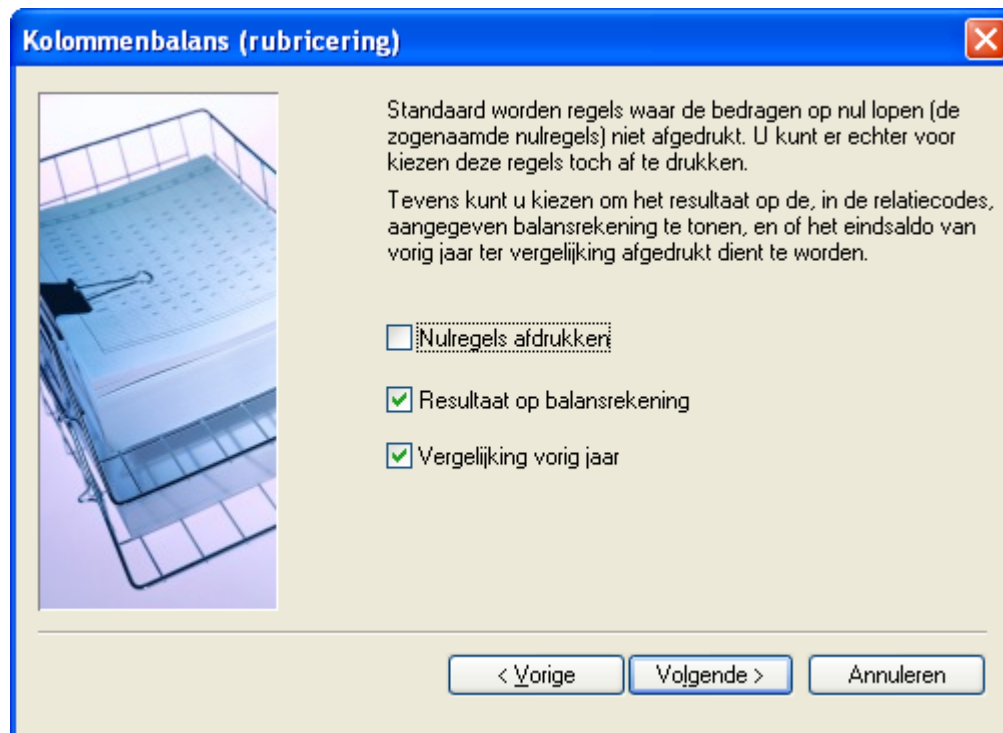 Kolommenbalans (rubricering)
Standaard worden regels waar de bedragen op nul lopen (de
zogenaamde nulregels) niet afgedrukt. U kunt er echter voor
kiezen deze regels toch af te drukken.
Tevens kunt u kiezen om het resultaat op de, in de relatiecodes,
aangegeven balansrekening te tonen, en of het eindsaldo van
vorig jaar ter vergelijking afgedrukt dient te worden.
Nulregels afdrukken
Resultaat op balansrekening
Vergelijking vorig jaar
< Vorige
Volgende >
Annuleren